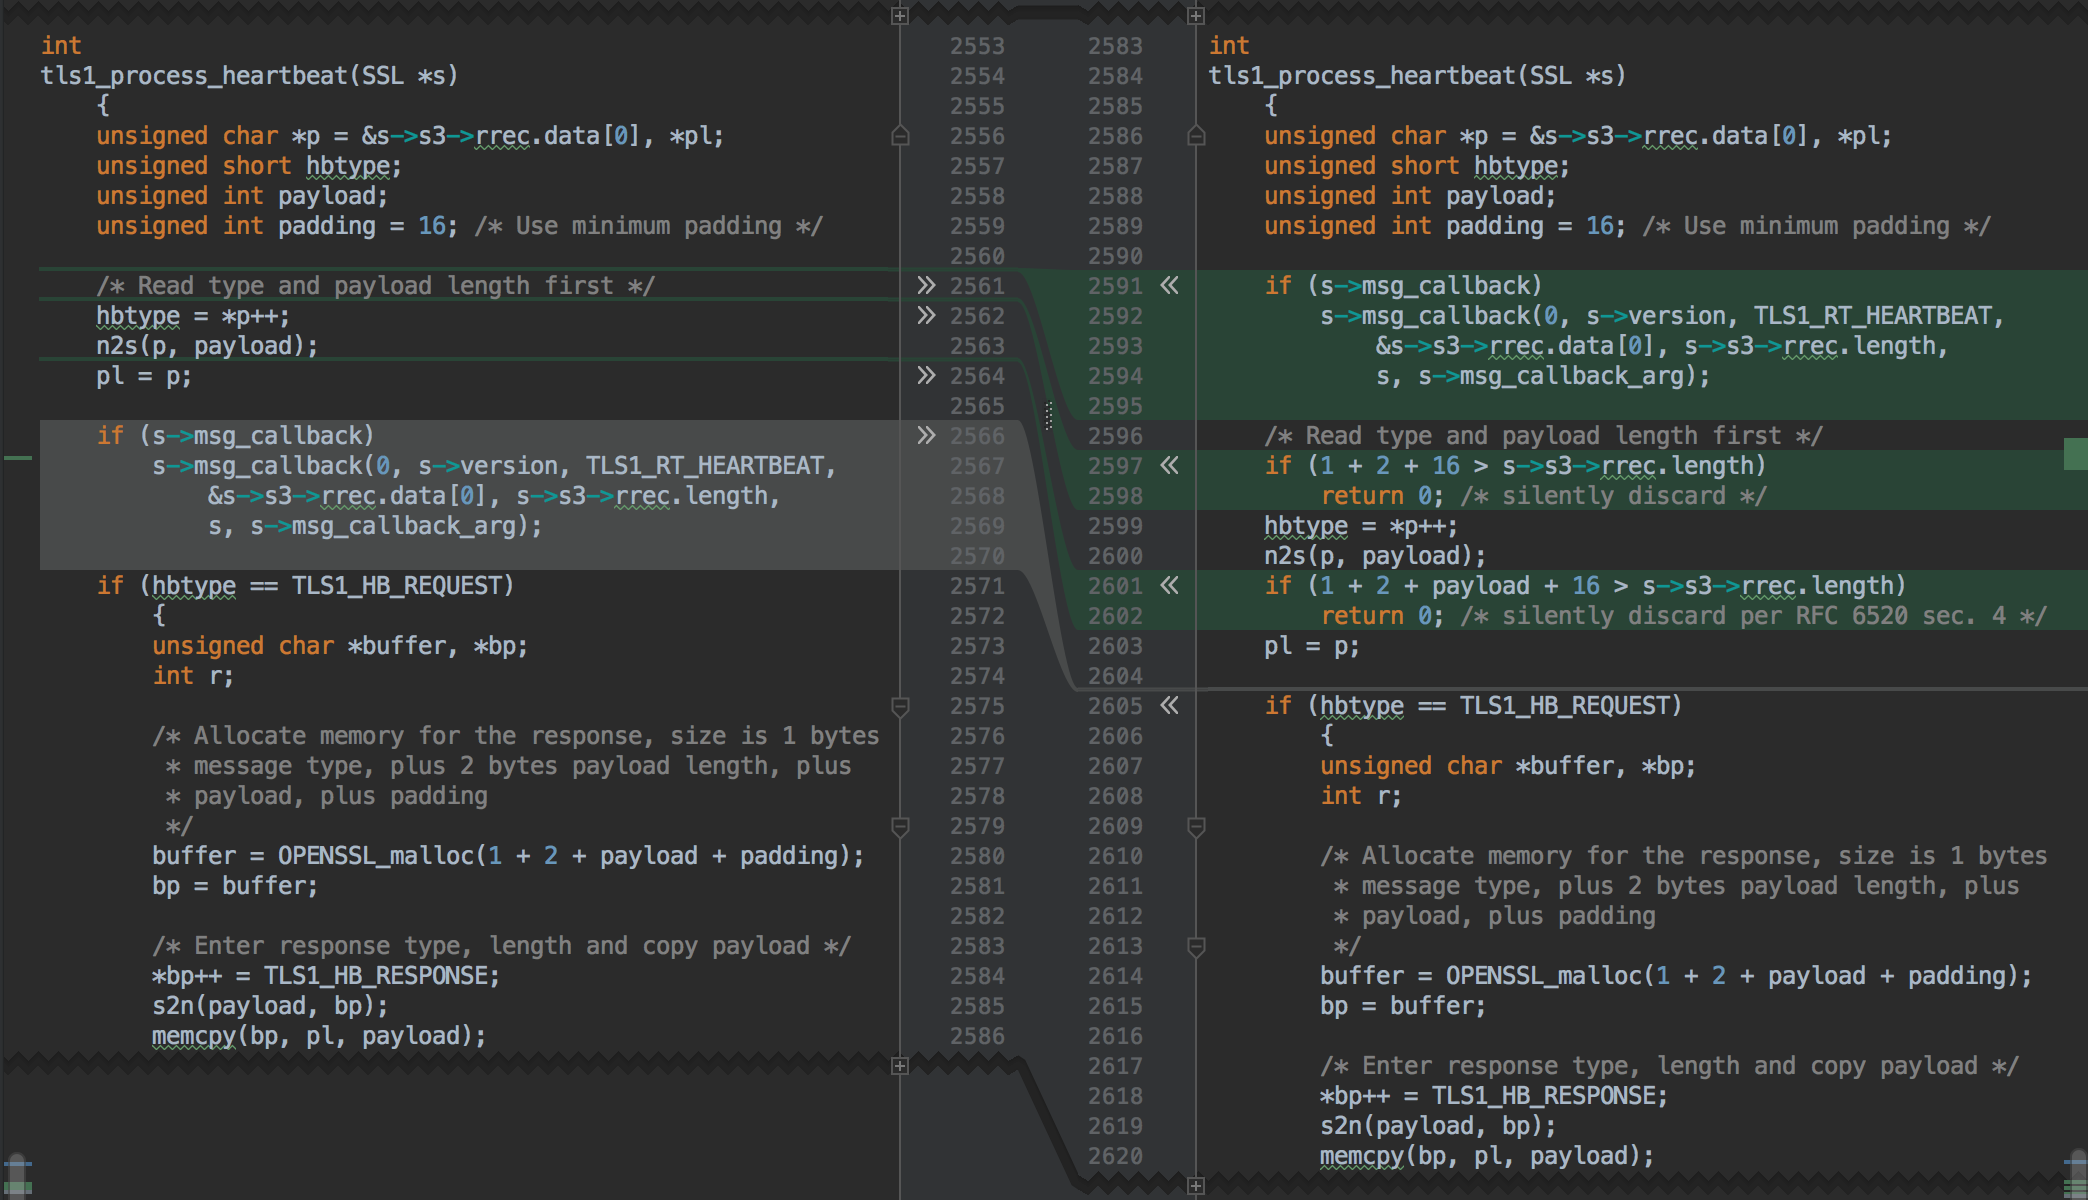 int
tls1_process_heartbeat(SSL *s)
{
unsigned char *p = &s->s3->rrec.data[0], *pl;
unsigned short hbtype;
unsigned int payload;
unsigned int padding = 16; /* Use minimum padding */
/* Read type and payload length first */
hbtype = *p++;
n2s(p, payload);
pl = p;
if (s->msg_callback)
s->msg_callback(0, s->version, TLS1_RT_HEARTBEAT,
&s->s3->rrec.data[0], s->s3->rrec.length,
s, s->msg_callback_arg);
if (hbtype == TLS1_HB_REQUEST)
{
unsigned char *buffer, *bp;
int r;
/* Allocate memory for the response, size is 1 bytes
* message type, plus 2 bytes payload length, plus
* payload, plus padding
*/
buffer = OPENSSL_malloc(1 + 2 + payload + padding);
bp = buffer;
/* Enter response type, length and copy payload */
*bp++ = TLS1_HB_RESPONSE;
s2n(payload, bp);
memcpy(bp, pl, payload);
2553
2554
2555
2556
2557
2558
2559
2560
2561
2562
2563
2564
2565
2566
2567
2568
2569
2570
2571
2572
2573
2574
2575
2576
2577
2578
2579
2580
2581
2582
2583
2584
2585
2586
2583
2584
2585
2586
2587
2588
2589
2590
2591
2592
2593
2594
2595
2596
2597
2598
2599
2600
2601
2602
2603
2604
2605
2606
2607
2608
2609
2610
2611
2612
2613
2614
2615
2616
2617
2618
2619
2620
int
tls1_process_heartbeat(SSL *s)
{
unsigned char *p = &s->s3->rrec.data[0], *pl;
unsigned short hbtype;
unsigned int payload;
unsigned int padding = 16; /* Use minimum padding */
if (s->msg_callback)
s->msg_callback(0, s->version, TLS1_RT_HEARTBEAT,
&s->s3->rrec.data[0], s->s3->rrec.length,
s, s->msg_callback_arg);
/* Read type and payload length first */
if (1 + 2 + 16 > s->s3->rrec.length)
return 0; /* silently discard */
hbtype = *p++;
n2s(p, payload);
if (1 + 2 + payload + 16 > s->s3->rrec.length)
return 0; /* silently discard per RFC 6520 sec. 4 */
pl = p;
if (hbtype == TLS1_HB_REQUEST)
{
unsigned char *buffer, *bp;
int r;
/* Allocate memory for the response, size is 1 bytes
* message type, plus 2 bytes payload length, plus
* payload, plus padding
*/
buffer = OPENSSL_malloc(1 + 2 + payload + padding);
bp = buffer;
/* Enter response type, length and copy payload */
*bp++ = TLS1_HB_RESPONSE;
s2n(payload, bp);
memcpy(bp, pl, payload);